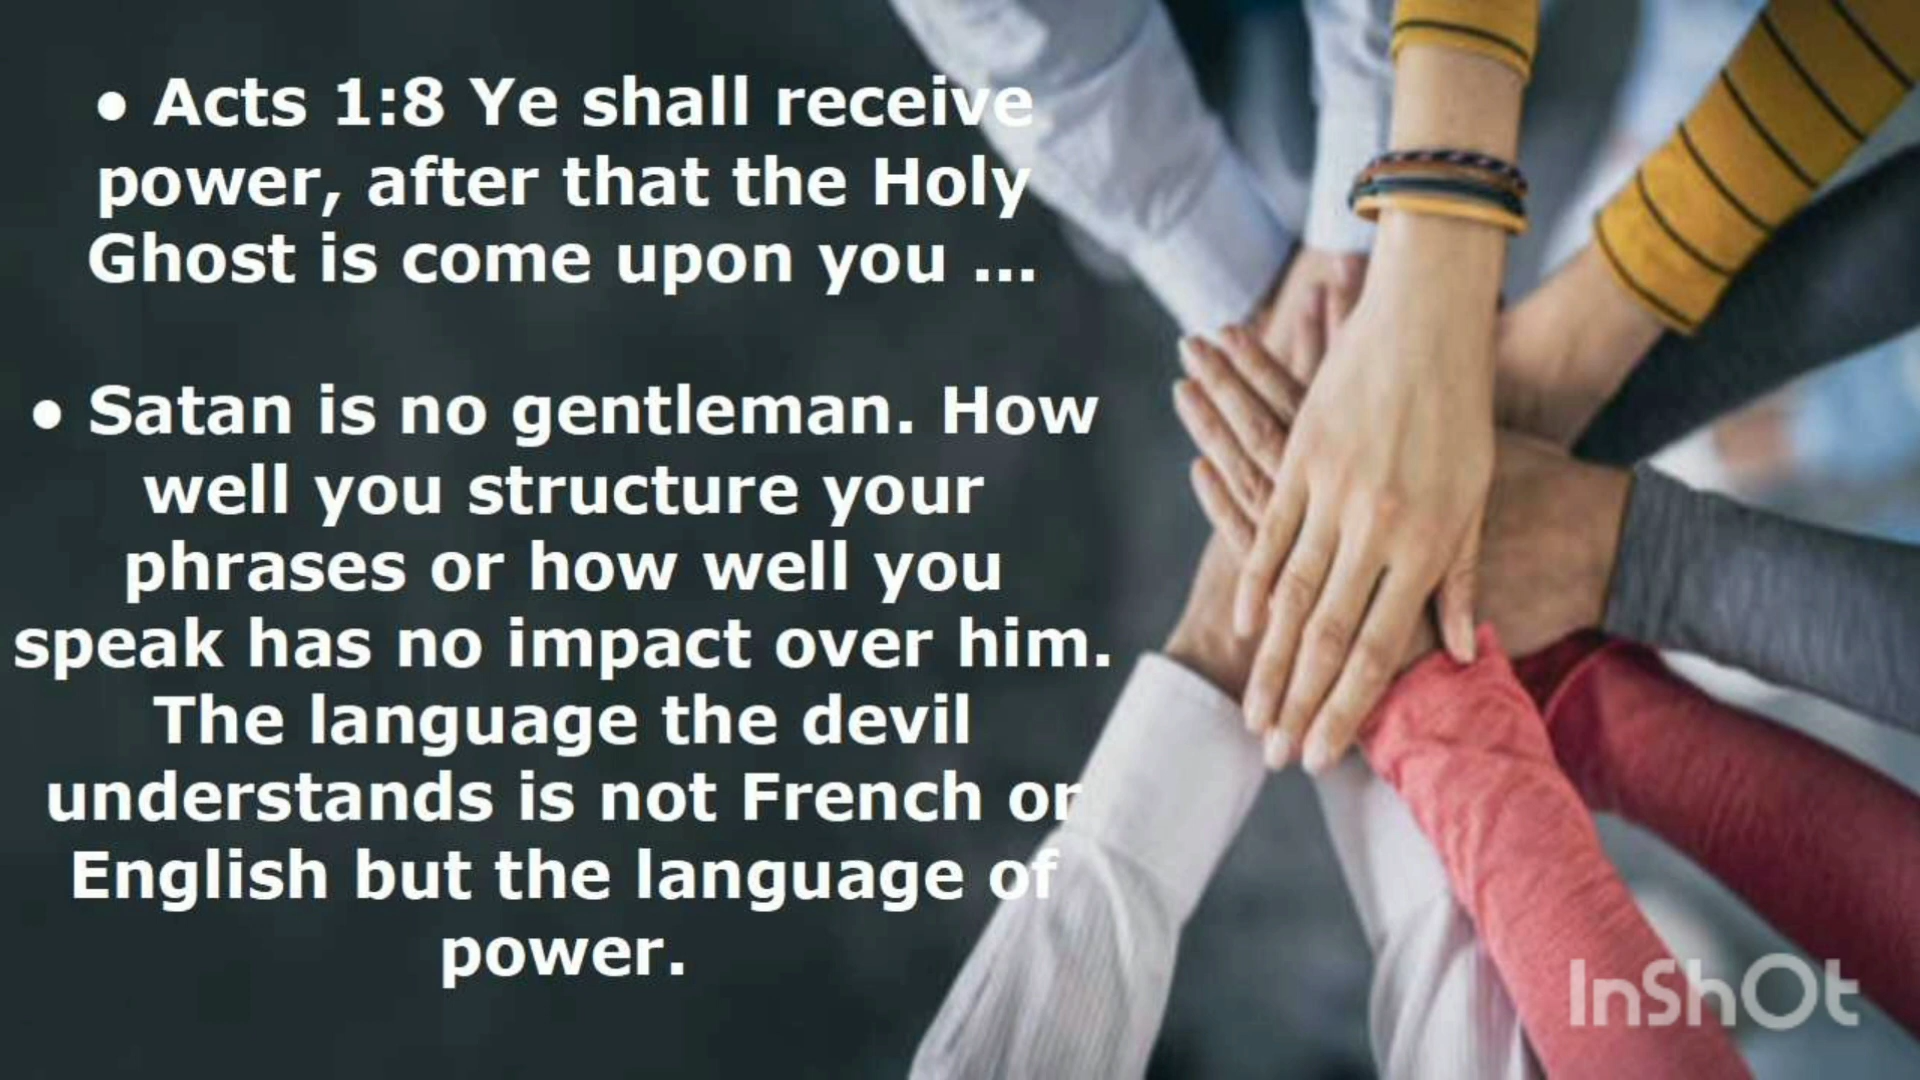 ● Acts 1:8 Ye shall receive
power, after that the Holy
Ghost is come upon you ...
● Satan is no gentleman. How
well you structure your
phrases or how well you
speak has no impact over him.
The language the devil
understands is not French or
English but the language of
power.
InShOt